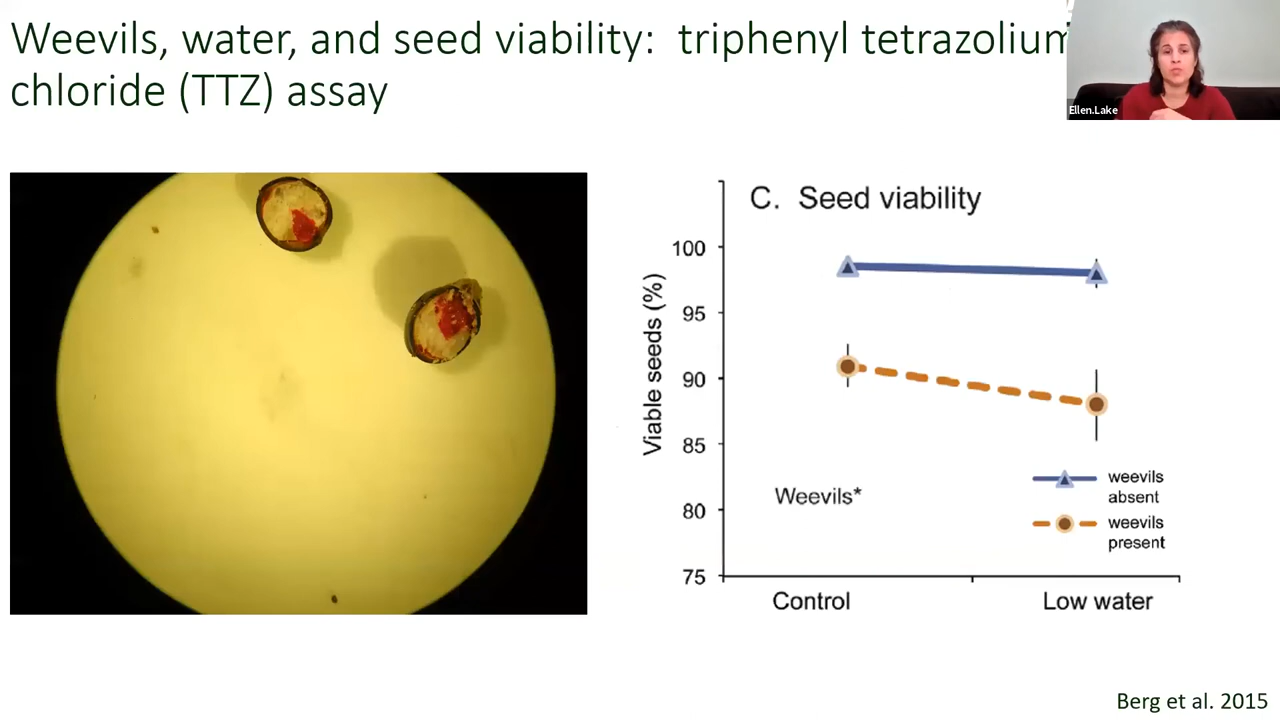 Weevils, water, and seed viability: triphenyl tetrazolium
chloride (TTZ) assay
Ellen.Lake
C. Seed viability
Viable seeds (%)
100
95
90
85
80
75
Weevils*
weevils
absent
weevils
present
Control
Low water
Berg et al. 2015